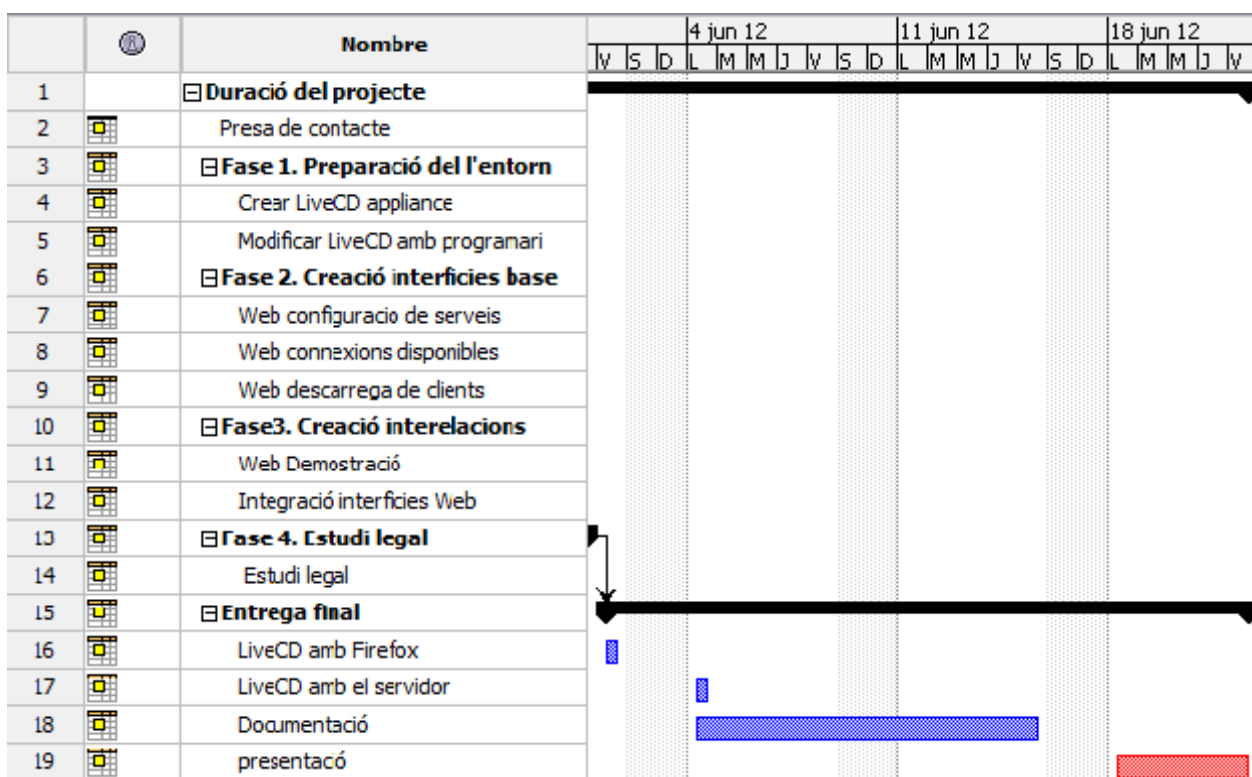 Nombre
4 jun 12 11 jun 12 18 jun 12
V S D L M M J V S D L M M J V S D L M M J V
1 Duració del projecte
2 Presa de contacte
3 Fase 1. Preparació del l'entorn
4 Crear LiveCD appliance
5 Modificar LiveCD amb programari
6 Fase 2. Creació interficies base
7 Web configuracio de serveis
8 Web connexions disponibles
9 Web descarrega de clients
10 Fase3. Creació interelacions
11 Web Demostració
12 Integració interficies Web
13 Fase 4. Estudi legal
14 Estudi legal
15 Entrega final
16 LiveCD amb Firefox
17 LiveCD amb el servidor
18 Documentació
19 presentació